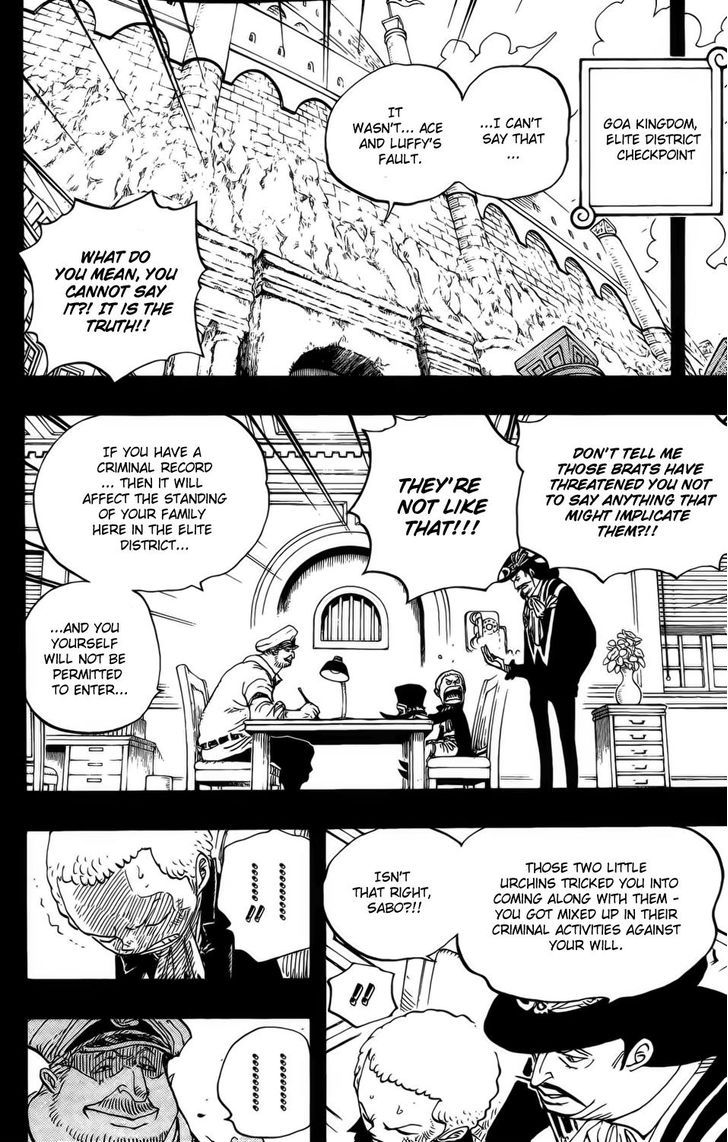 GOA KINGDOM,
ELITE DISTRICT
CHECKPOINT
...I CAN'T
SAY THAT
...
IT
WASN'T... ACE
AND LUFFY'S
FAULT.
WHAT DO
YOU MEAN, YOU
CANNOT SAY
IT?! IT IS THE
TRUTH!!
DON'T TELL ME
THOSE BRATS HAVE
THREATENED YOU NOT
TO SAY ANYTHING THAT
MIGHT IMPLICATE
THEM?!!
THEY'RE
NOT LIKE
THAT!!!
IF YOU HAVE A
CRIMINAL RECORD
... THEN IT WILL
AFFECT THE STANDING
OF YOUR FAMILY
HERE IN THE ELITE
DISTRICT...
...AND YOU
YOURSELF
WILL NOT BE
PERMITTED
TO ENTER...
THOSE TWO LITTLE
URCHINS TRICKED YOU INTO
COMING ALONG WITH THEM -
YOU GOT MIXED UP IN THEIR
CRIMINAL ACTIVITIES AGAINST
YOUR WILL.
ISN'T
THAT RIGHT,
SABO?!!
!!
.........
!!
.........
.........